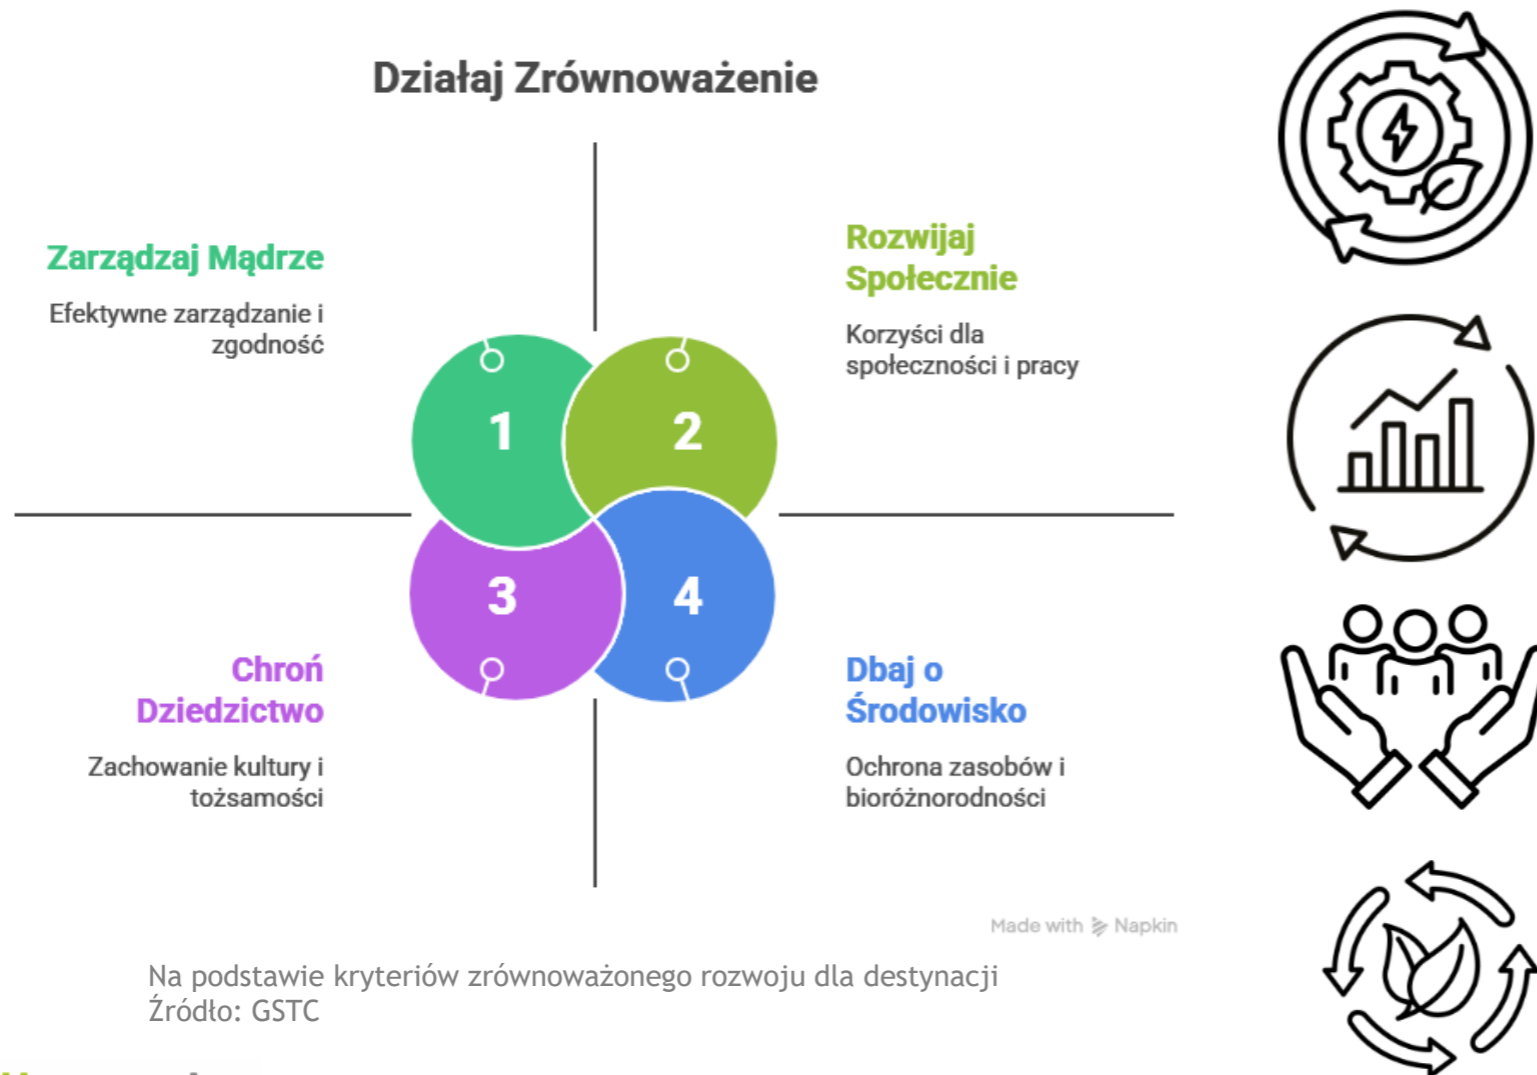 Działaj Zrównoważenie
Zarządzaj Mądrze
Efektywne zarządzanie i
zgodność
Rozwijaj
Społecznie
Korzyści dla
społeczności i pracy
1
2
3
4
Chroń
Dziedzictwo
Zachowanie kultury i
tożsamości
Dbaj o
Środowisko
Ochrona zasobów i
bioróżnorodności
Made with Napkin
Na podstawie kryteriów zrównoważonego rozwoju dla destynacji
Źródło: GSTC